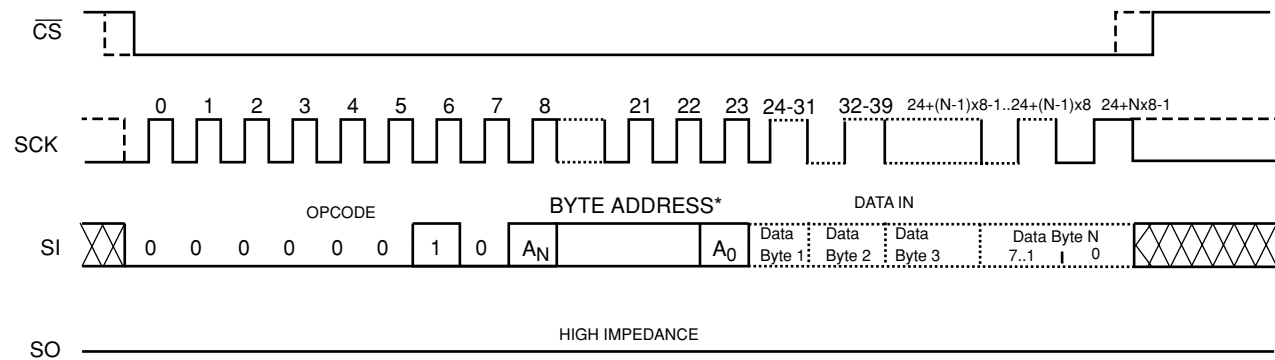 CS
0 1 2 3 4 5 6 7 8 21 22 23 24-31 32-39 24+(N-1)x8-1..24+(N-1)x8 24+Nx8-1
SCK
OPCODE BYTE ADDRESS* DATA IN
SI 0 0 0 0 0 0 1 0 AN A0
Data Byte 1
Data Byte 2
Data Byte 3
Data Byte N
7..1 0
HIGH IMPEDANCE
SO